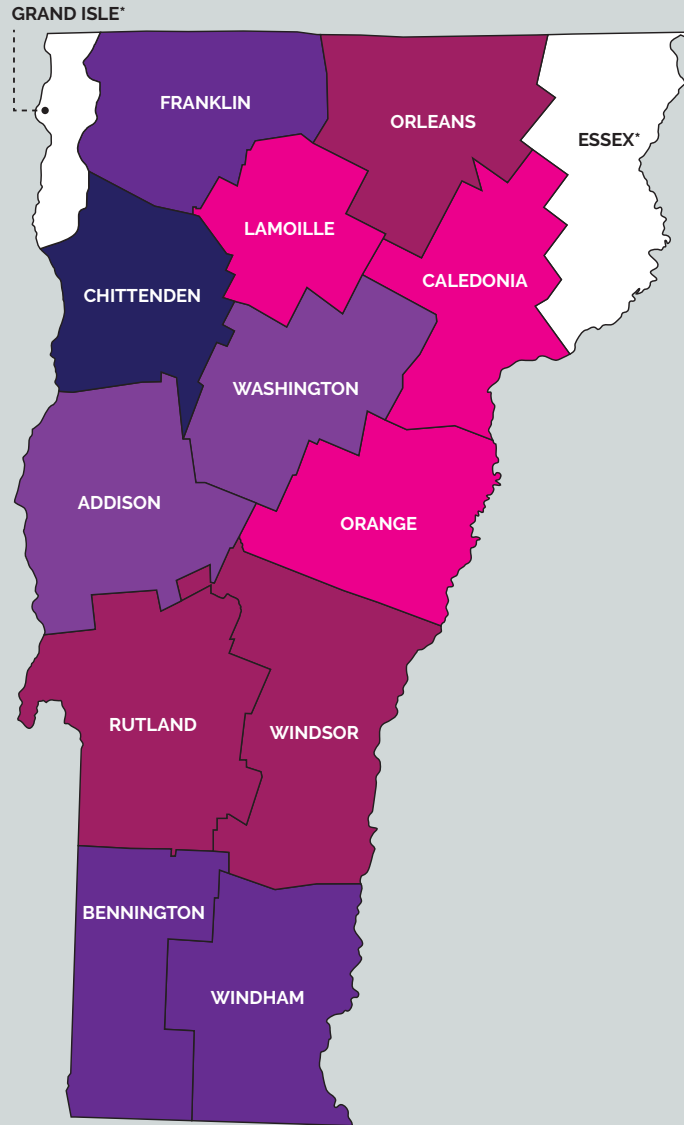 GRAND ISLE*
FRANKLIN
ORLEANS
ESSEX*
LAMOILLE
CALEDONIA
CHITTENDEN
WASHINGTON
ADDISON
ORANGE
RUTLAND
WINDSOR
BENNINGTON
WINDHAM